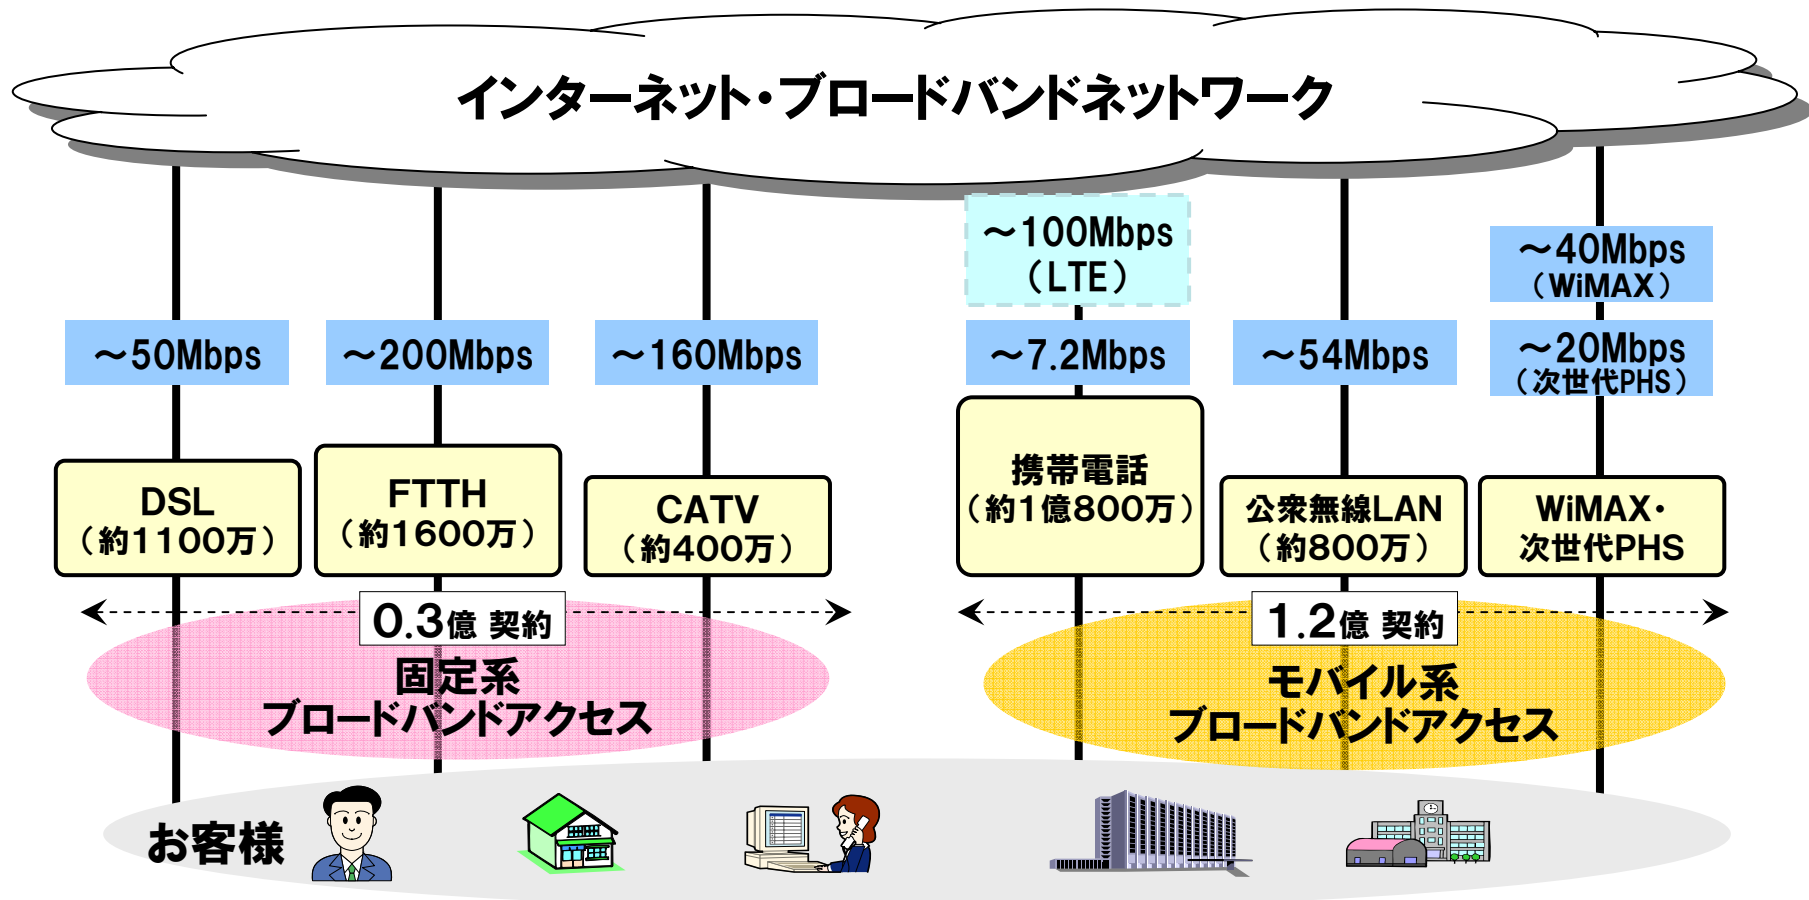 インターネット・ブロードバンドネットワーク
～100Mbps
（LTE）
～40Mbps
（WiMAX）
～50Mbps
～200Mbps
～160Mbps
～7.2Mbps
～54Mbps
～20Mbps
（次世代PHS）
DSL
（約1100万）
FTTH
（約1600万）
CATV
（約400万）
携帯電話
（約1億800万）
公衆無線LAN
（約800万）
WiMAX・
次世代PHS
0.3億 契約
固定系
ブロードバンドアクセス
1.2億 契約
モバイル系
ブロードバンドアクセス
お客様